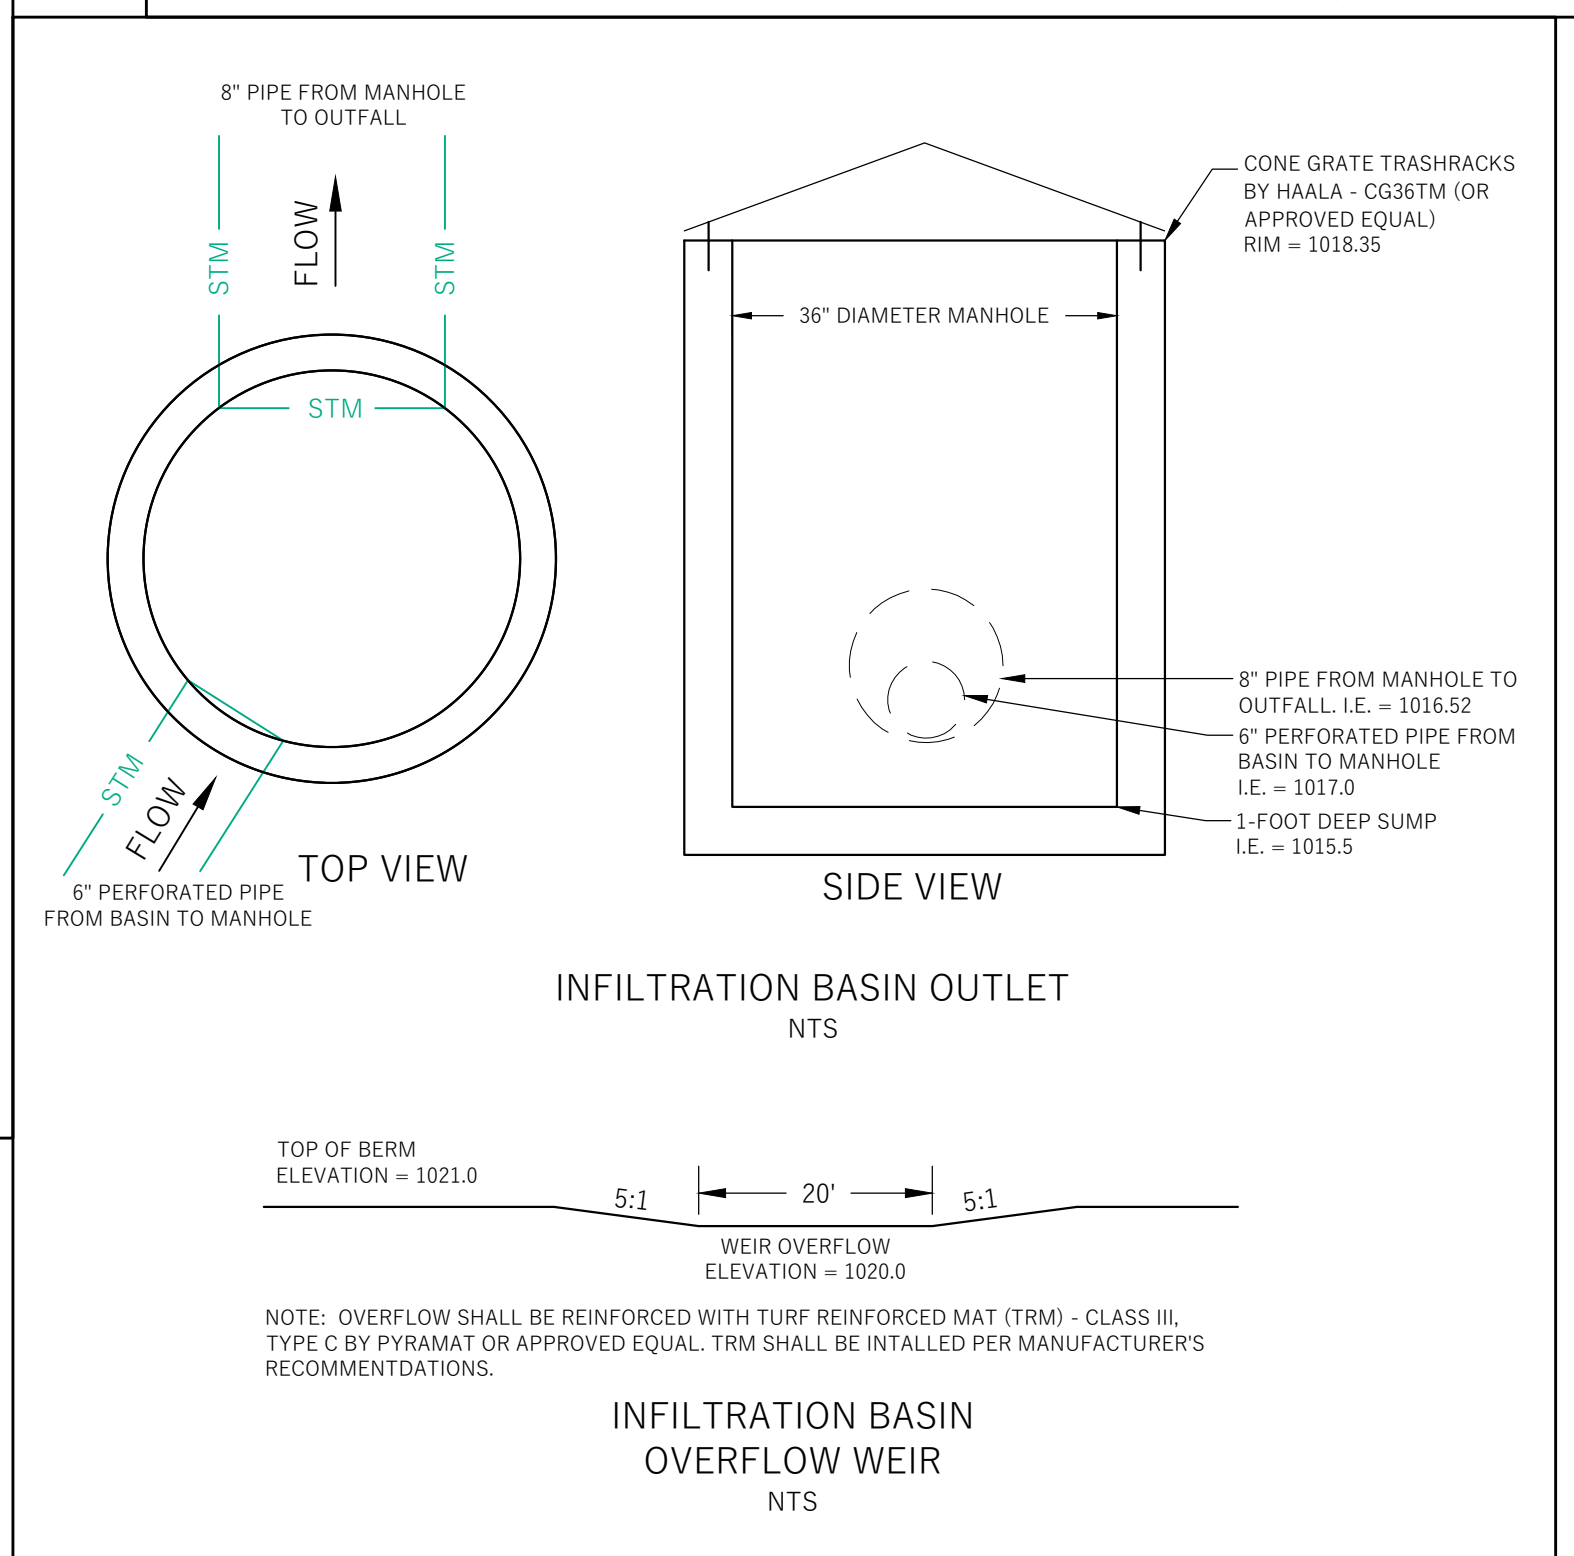 8" PIPE FROM MANHOLE
TO OUTFALL
FLOW
STM
STM
STM
STM
FLOW
6" PERFORATED PIPE
FROM BASIN TO MANHOLE
TOP VIEW
CONE GRATE TRASHRACKS
BY HAALA - CG36TM (OR
APPROVED EQUAL)
RIM = 1018.35
36" DIAMETER MANHOLE
8" PIPE FROM MANHOLE TO
OUTFALL. I.E. = 1016.52
6" PERFORATED PIPE FROM
BASIN TO MANHOLE
I.E. = 1017.0
1-FOOT DEEP SUMP
I.E. = 1015.5
SIDE VIEW
INFILTRATION BASIN OUTLET
NTS
TOP OF BERM
ELEVATION = 1021.0
5:1
20'
5:1
WEIR OVERFLOW
ELEVATION = 1020.0
NOTE:  OVERFLOW SHALL BE REINFORCED WITH TURF REINFORCED MAT (TRM) - CLASS III,
TYPE C BY PYRAMAT OR APPROVED EQUAL. TRM SHALL BE INTALLED PER MANUFACTURER'S
RECOMMENTDATIONS.
INFILTRATION BASIN
OVERFLOW WEIR
NTS